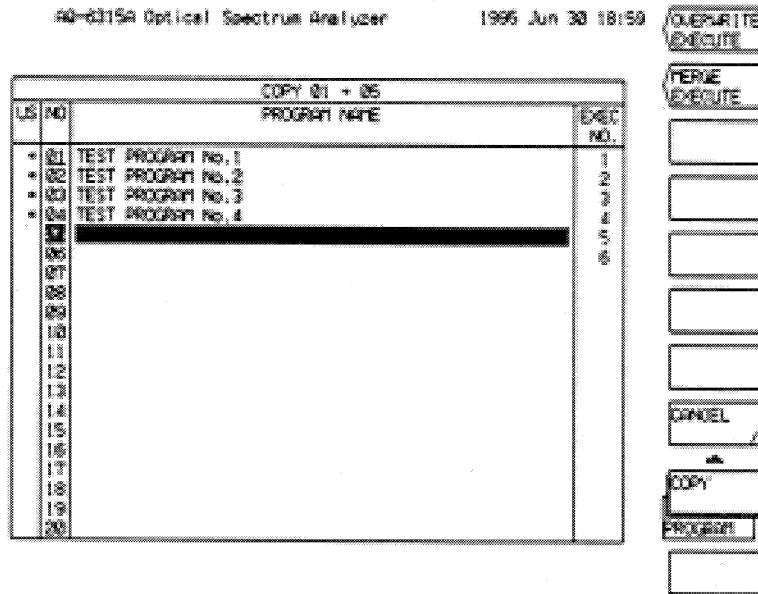 AQ-6315A Optical Spectrum Analyzer 1995 Jun 30 18:59
OVERWRITE
EXECUTE
MERGE
EXECUTE
COPY 01 → 05
US NO PROGRAM NAME EXEC
NO.
* 01 TEST PROGRAM No.1 1
* 02 TEST PROGRAM No.2 2
* 03 TEST PROGRAM No.3 3
* 04 TEST PROGRAM No.4 4
5
06 6
07
08
09
10
11
12
13
14
15
16
17
18
19
20
CANCEL
COPY
PROGRAM